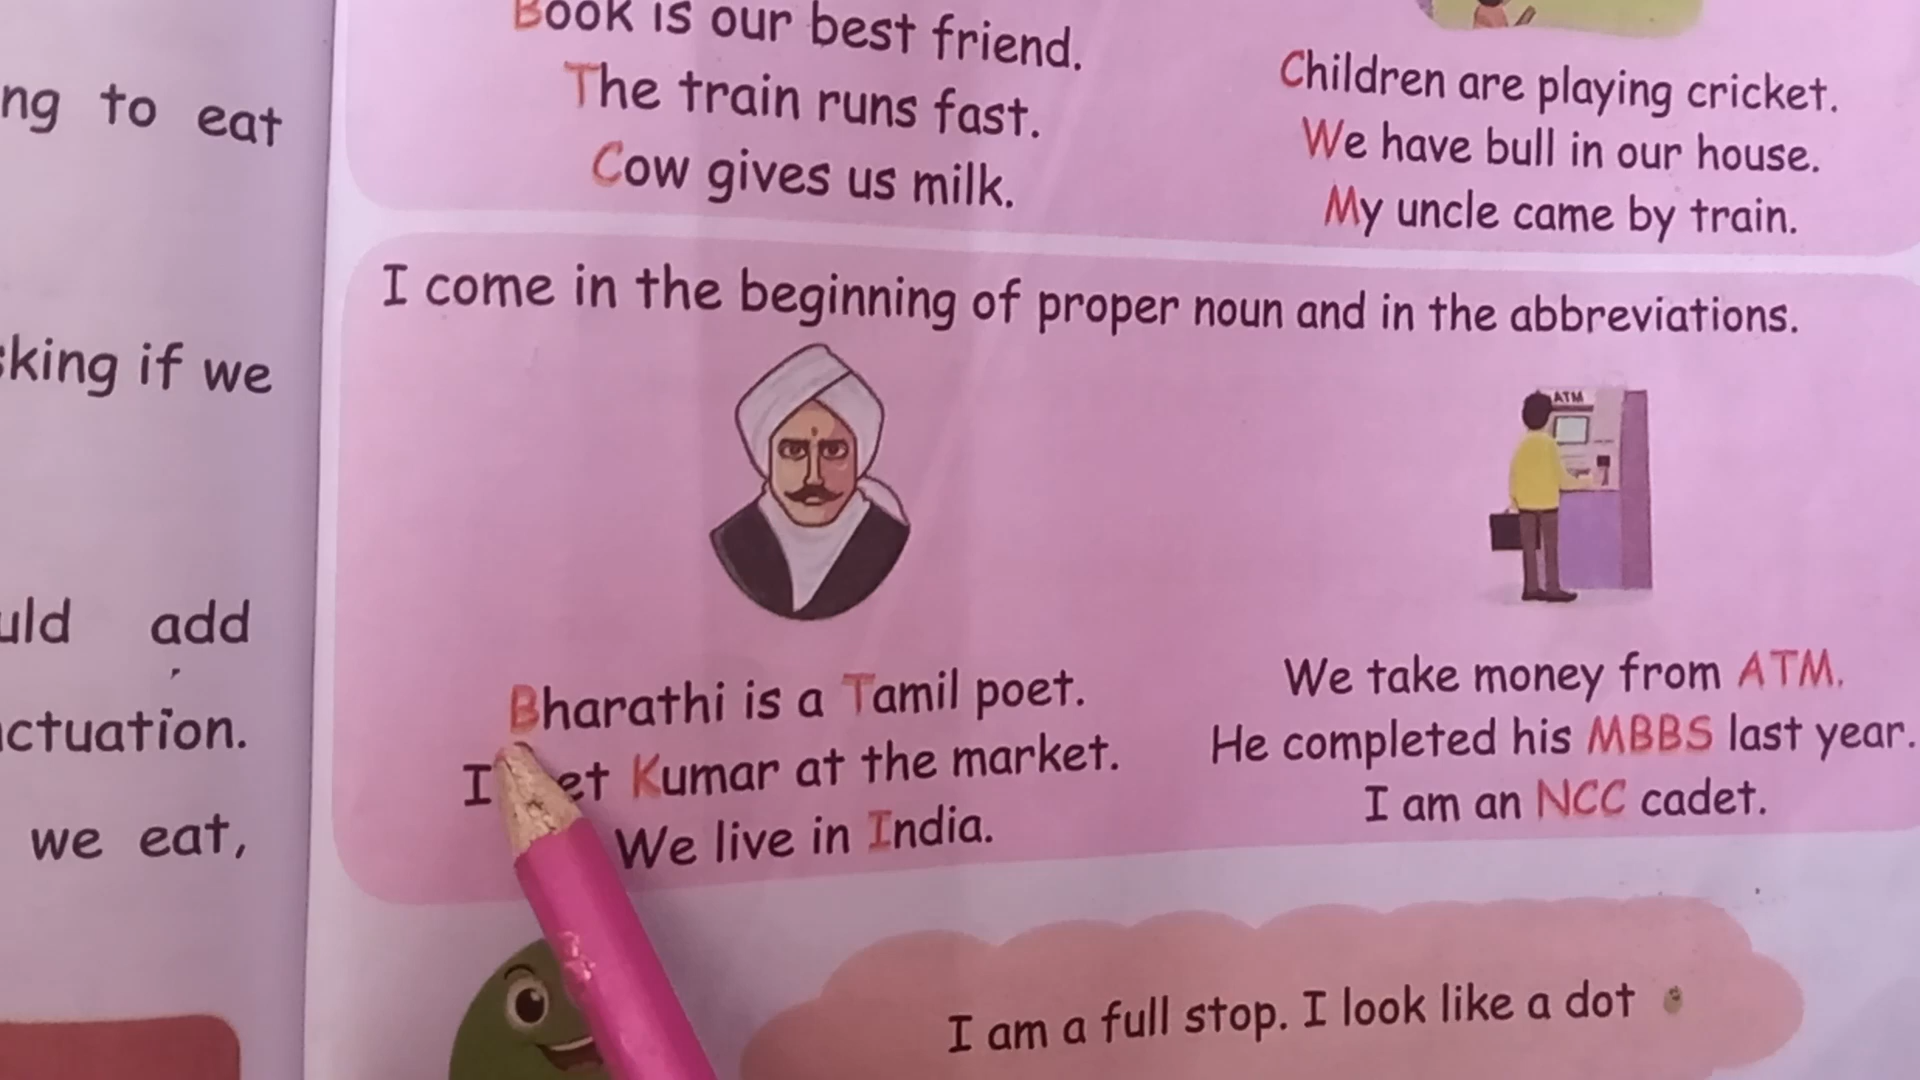 ng to eat
king if we
uld add
ctuation.
we eat,
Book is our best friend.
The train runs fast.
Cow gives us milk.
Children are playing cricket.
We have bull in our house.
My uncle came by train.
I come in the beginning of proper noun and in the abbreviations.
ATM
Bharathi is a Tamil poet.
I et Kumar at the market.
We live in India.
We take money from ATM.
He completed his MBBS last year.
I am an NCC cadet.
I am a full stop. I look like a dot